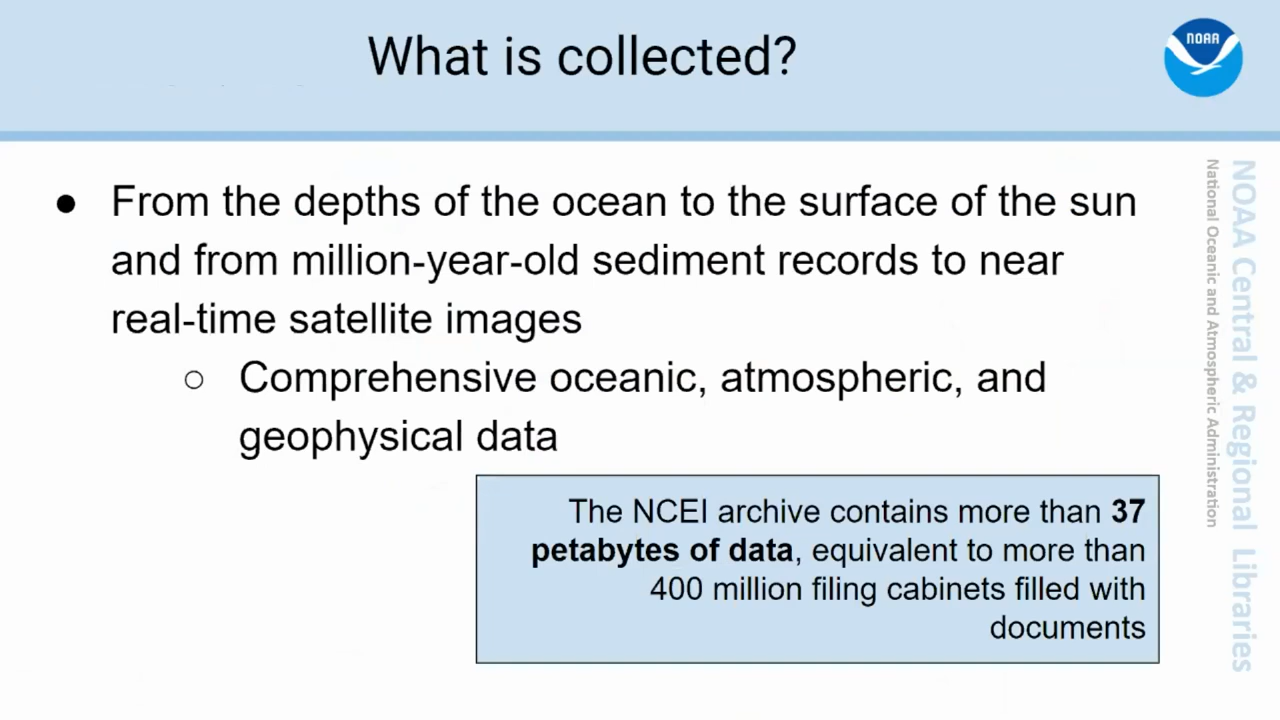 What is collected?
NOAA
● From the depths of the ocean to the surface of the sun
and from million-year-old sediment records to near
real-time satellite images
○ Comprehensive oceanic, atmospheric, and
geophysical data
The NCEI archive contains more than 37
petabytes of data, equivalent to more than
400 million filing cabinets filled with
documents
NOAA Central & Regional Libraries
National Oceanic and Atmospheric Administration